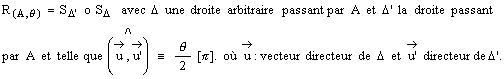 R(A,θ) = SΔ' o SΔ avec Δ une droite arbitraire passant par A et Δ' la droite passant
par A et telle que (u→, u'→)^ ≡ θ/2 [π]. où u→ : vecteur directeur de Δ et u'→ directeur de Δ'.